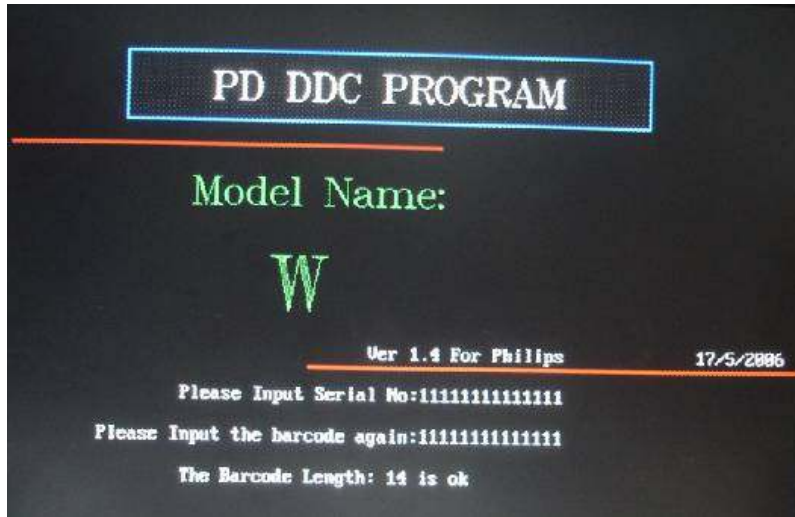 PD DDC PROGRAM
Model Name:
W
Ver 1.4 For Philips 17/5/2006
Please Input Serial No:11111111111111
Please Input the barcode again:11111111111111
The Barcode Length: 14 is ok